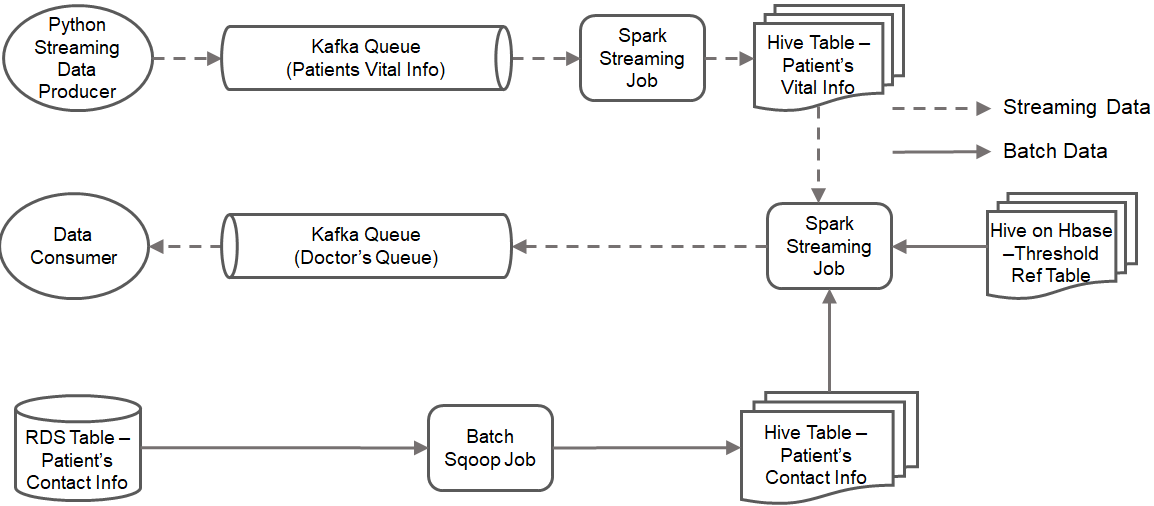 Python
Streaming
Data
Producer
Kafka Queue
(Patients Vital Info)
Spark
Streaming
Job
Hive Table –
Patient's
Vital Info
Streaming Data
Batch Data
Data
Consumer
Kafka Queue
(Doctor's Queue)
Spark
Streaming
Job
Hive on Hbase
–Threshold
Ref Table
RDS Table –
Patient's
Contact Info
Batch
Sqoop Job
Hive Table –
Patient's
Contact Info